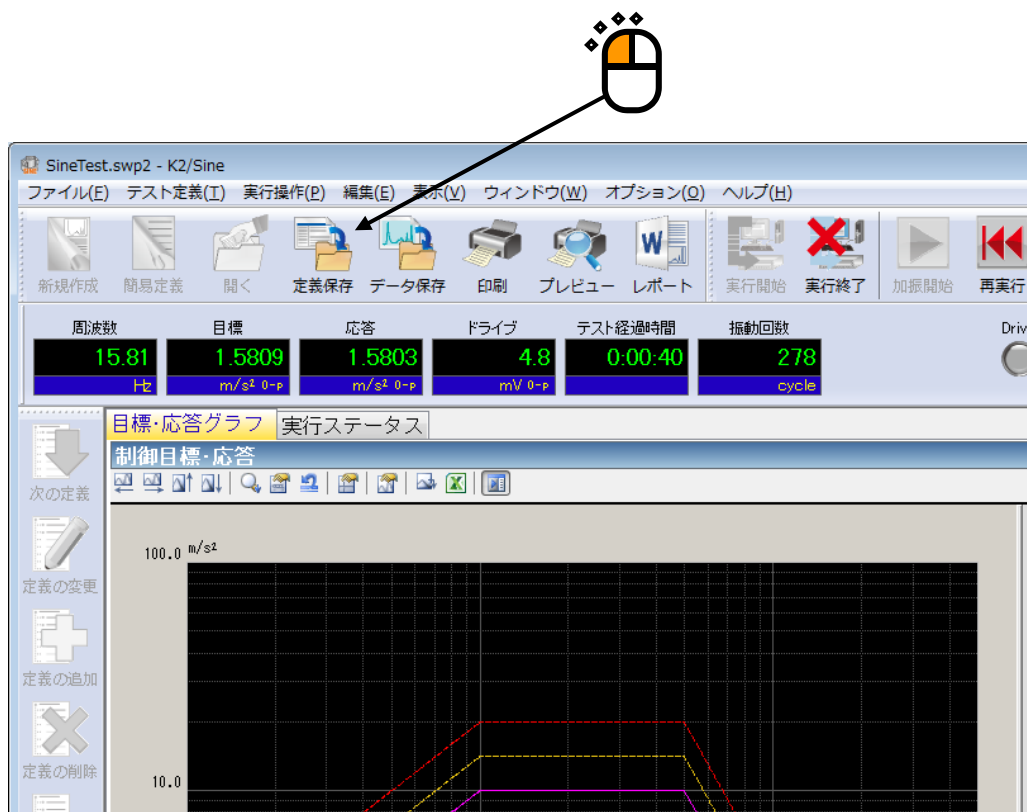 SineTest.swp2 - K2/Sine
ファイル(F) テスト定義(T) 実行操作(P) 編集(E) 表示(V) ウィンドウ(W) オプション(O) ヘルプ(H)
新規作成 簡易定義 開く 定義保存 データ保存 印刷 プレビュー レポート 実行開始 実行終了 加振開始 再実行
周波数 目標 応答 ドライブ テスト経過時間 振動回数 Driv
15.81 1.5809 1.5803 4.8 0:00:40 278
Hz m/s² 0-p m/s² 0-p mV 0-p cycle
目標・応答グラフ 実行ステータス
制御目標・応答
次の定義
100.0 m/s²
定義の変更
定義の追加
定義の削除
10.0